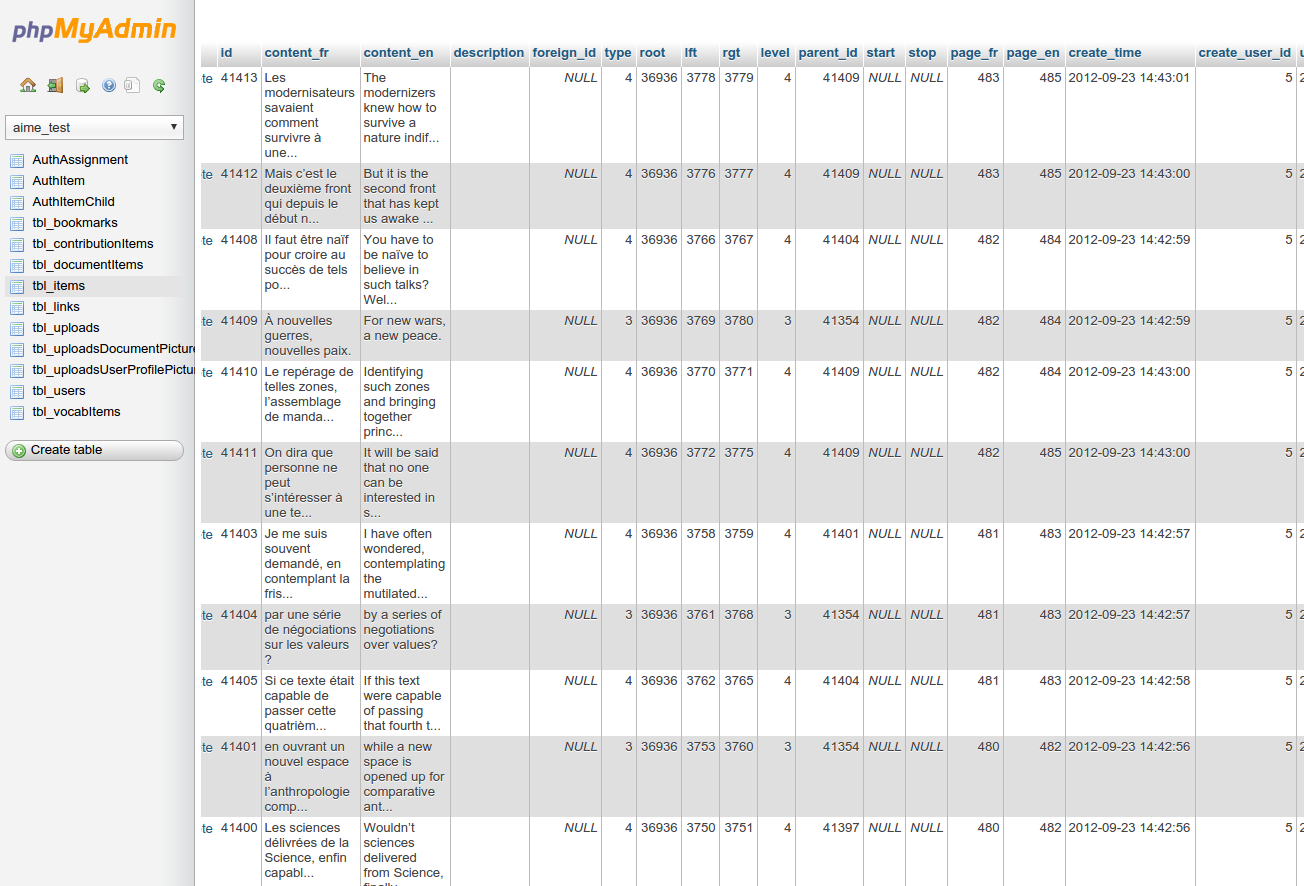 phpMyAdmin
aime_test
AuthAssignment
AuthItem
AuthItemChild
tbl_bookmarks
tbl_contributionItems
tbl_documentItems
tbl_items
tbl_links
tbl_uploads
tbl_uploadsDocumentPicture
tbl_uploadsUserProfilePictu
tbl_users
tbl_vocabItems
Create table
id content_fr content_en description foreign_id type root lft rgt level parent_id start stop page_fr page_en create_time create_user_id u
te 41413 Les The NULL 4 36936 3778 3779 4 41409 NULL NULL 483 485 2012-09-23 14:43:01 5 2
modernisateurs modernizers
savaient knew how to
comment survive a
survivre à nature indif...
une...
te 41412 Mais c’est le But it is the NULL 4 36936 3776 3777 4 41409 NULL NULL 483 485 2012-09-23 14:43:00 5 2
deuxième front second front
qui depuis le that has kept
début n... us awake ...
te 41408 Il faut être naïf You have to NULL 4 36936 3766 3767 4 41404 NULL NULL 482 484 2012-09-23 14:42:59 5 2
pour croire au be naïve to
succès de tels believe in
po... such talks?
Wel...
te 41409 À nouvelles For new wars, NULL 3 36936 3769 3780 3 41354 NULL NULL 482 484 2012-09-23 14:42:59 5 2
guerres, a new peace.
nouvelles paix.
te 41410 Le repérage de Identifying NULL 4 36936 3770 3771 4 41409 NULL NULL 482 484 2012-09-23 14:43:00 5 2
telles zones, such zones
l’assemblage and bringing
de manda... together
princ...
te 41411 On dira que It will be said NULL 4 36936 3772 3775 4 41409 NULL NULL 482 485 2012-09-23 14:43:00 5 2
personne ne that no one
peut can be
s’intéresser à interested in
une te... s...
te 41403 Je me suis I have often NULL 4 36936 3758 3759 4 41401 NULL NULL 481 483 2012-09-23 14:42:57 5 2
souvent wondered,
demandé, en contemplating
contemplant la the
fris... mutilated...
te 41404 par une série by a series of NULL 3 36936 3761 3768 3 41354 NULL NULL 481 483 2012-09-23 14:42:57 5 2
de négociations negotiations
sur les valeurs over values?
?
te 41405 Si ce texte était If this text NULL 4 36936 3762 3765 4 41404 NULL NULL 481 483 2012-09-23 14:42:58 5 2
capable de were capable
passer cette of passing
quatrièm... that fourth t...
te 41401 en ouvrant un while a new NULL 3 36936 3753 3760 3 41354 NULL NULL 480 482 2012-09-23 14:42:56 5 2
nouvel espace space is
à opened up for
l’anthropologie comparative
comp... ant...
te 41400 Les sciences Wouldn’t NULL 4 36936 3750 3751 4 41397 NULL NULL 480 482 2012-09-23 14:42:56 5 2
délivrées de la sciences
Science, enfin delivered
capabl... from Science,